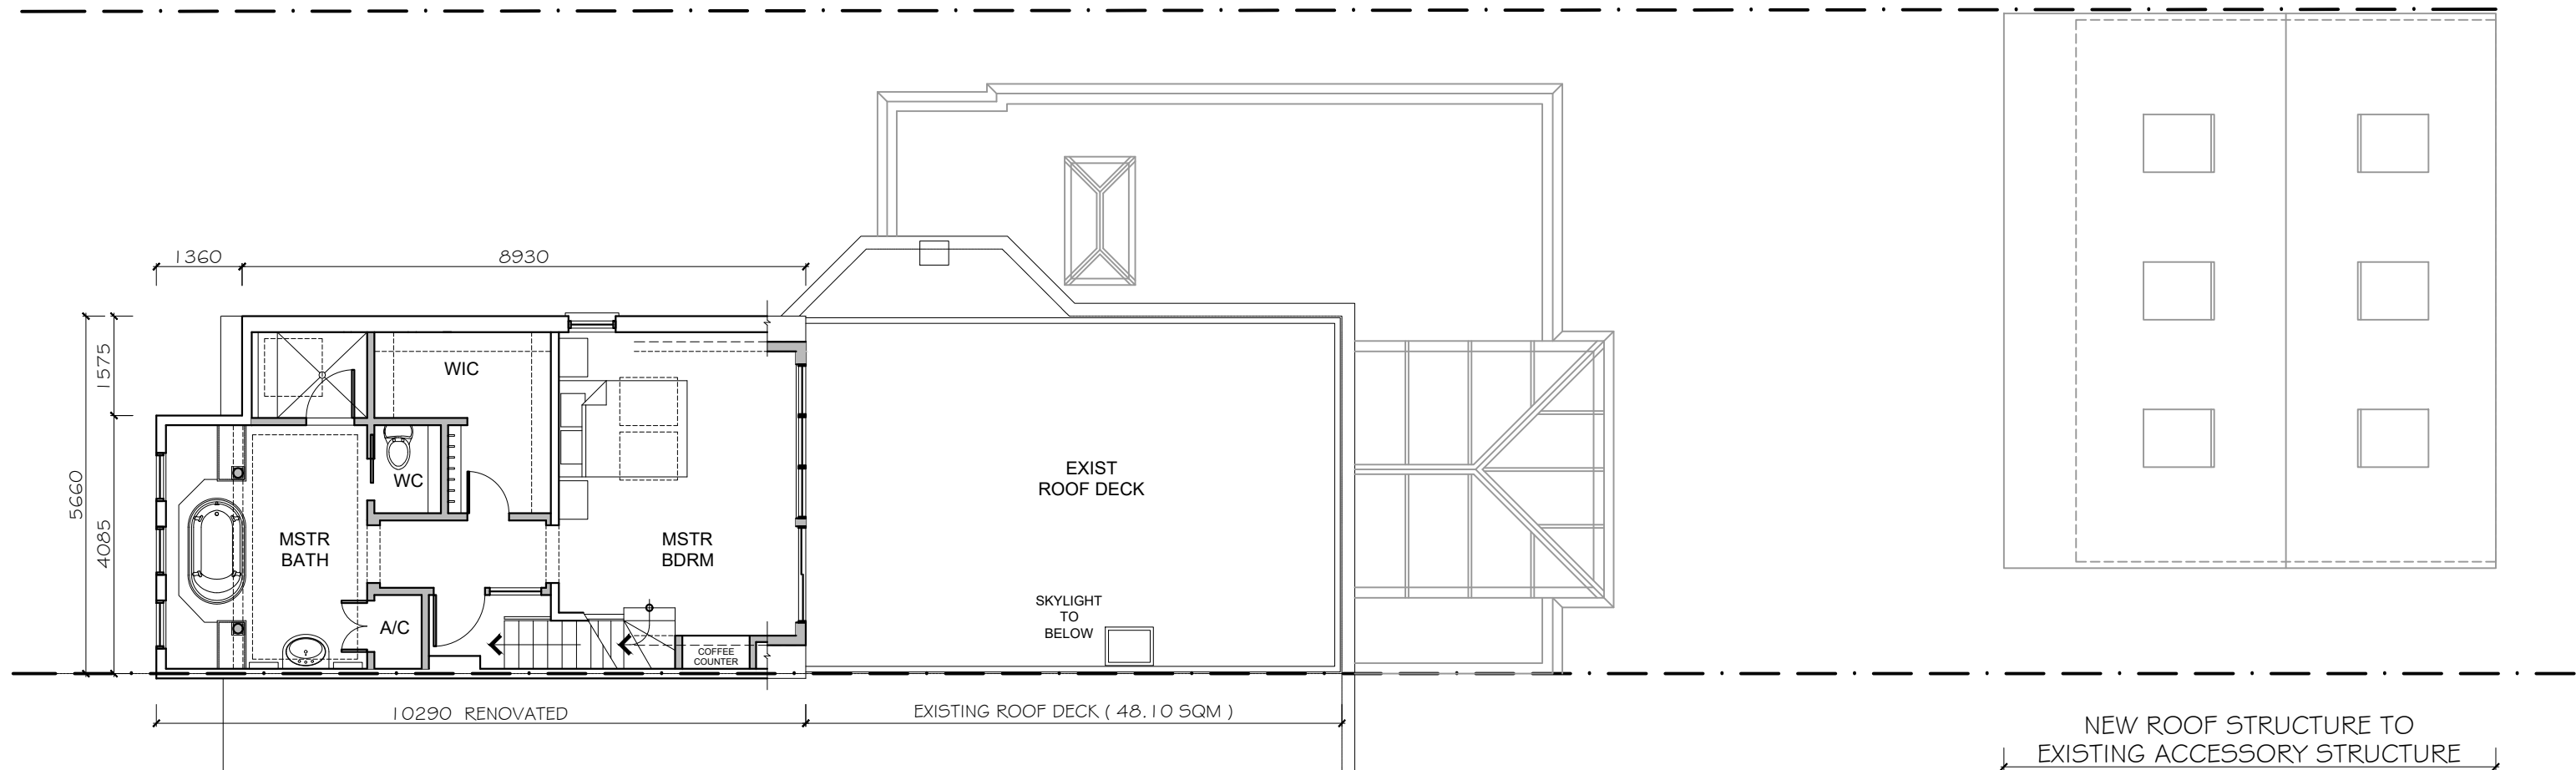 1360
8930
1575
5660
4085
WIC
WC
MSTR
BATH
A/C
MSTR
BDRM
COFFEE
COUNTER
EXIST
ROOF DECK
SKYLIGHT
TO
BELOW
10290 RENOVATED
EXISTING ROOF DECK ( 48.10 SQM )
NEW ROOF STRUCTURE TO
EXISTING ACCESSORY STRUCTURE